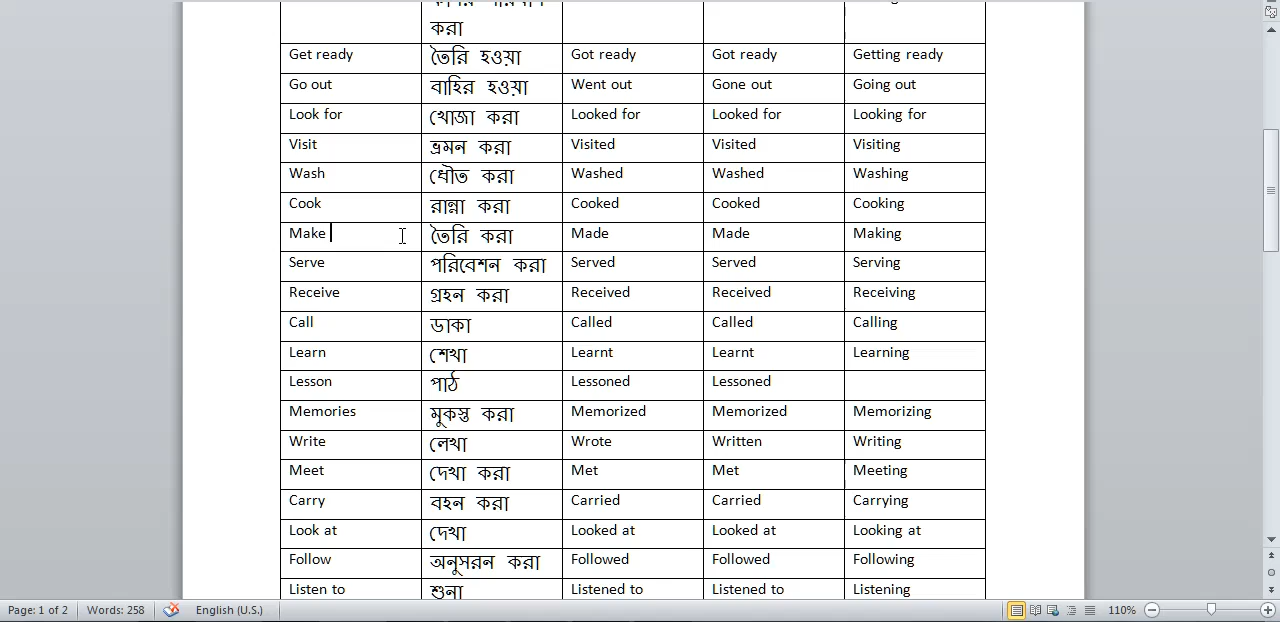 করা
Get ready তৈরি হওয়া Got ready Got ready Getting ready
Go out বাহির হওয়া Went out Gone out Going out
Look for খোজা করা Looked for Looked for Looking for
Visit ভ্রমন করা Visited Visited Visiting
Wash ধৌত করা Washed Washed Washing
Cook রান্না করা Cooked Cooked Cooking
Make তৈরি করা Made Made Making
Serve পরিবেশন করা Served Served Serving
Receive গ্রহন করা Received Received Receiving
Call ডাকা Called Called Calling
Learn শেখা Learnt Learnt Learning
Lesson পাঠ Lessoned Lessoned
Memories মুকস্ত করা Memorized Memorized Memorizing
Write লেখা Wrote Written Writing
Meet দেখা করা Met Met Meeting
Carry বহন করা Carried Carried Carrying
Look at দেখা Looked at Looked at Looking at
Follow অনুসরন করা Followed Followed Following
Listen to শুনা Listened to Listened to Listening
Page: 1 of 2 Words: 258 English (U.S.) 110%